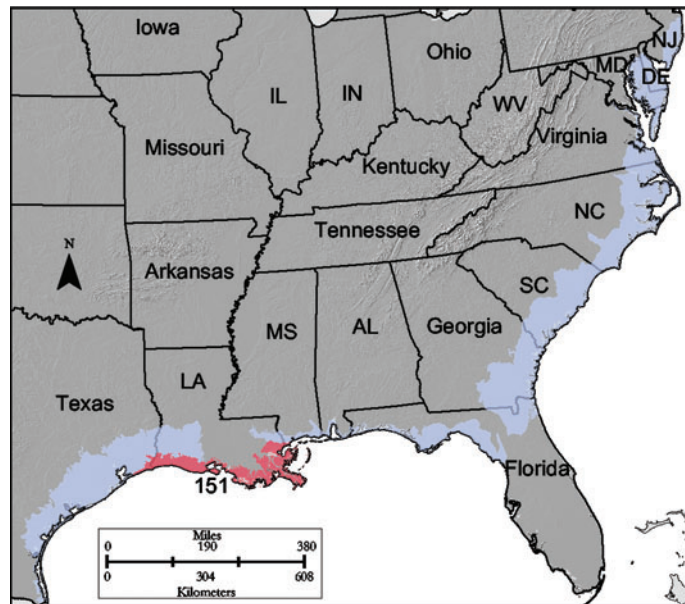 Iowa
Ohio
NJ
MD
DE
IL
IN
WV
Virginia
Missouri
Kentucky
NC
Tennessee
N
Arkansas
SC
MS
AL
Georgia
LA
Texas
Florida
151
Miles
0 190 380
0 304 608
Kilometers